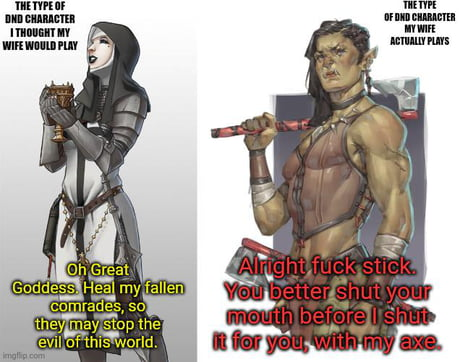 THE TYPE OF
DND CHARACTER
I THOUGHT MY
WIFE WOULD PLAY
THE TYPE
OF DND CHARACTER
MY WIFE
ACTUALLY PLAYS
Oh Great
Goddess. Heal my fallen
comrades, so
they may stop the
evil of this world.
Alright fuck stick.
You better shut your
mouth before I shut
it for you, with my axe.
imgflip.com